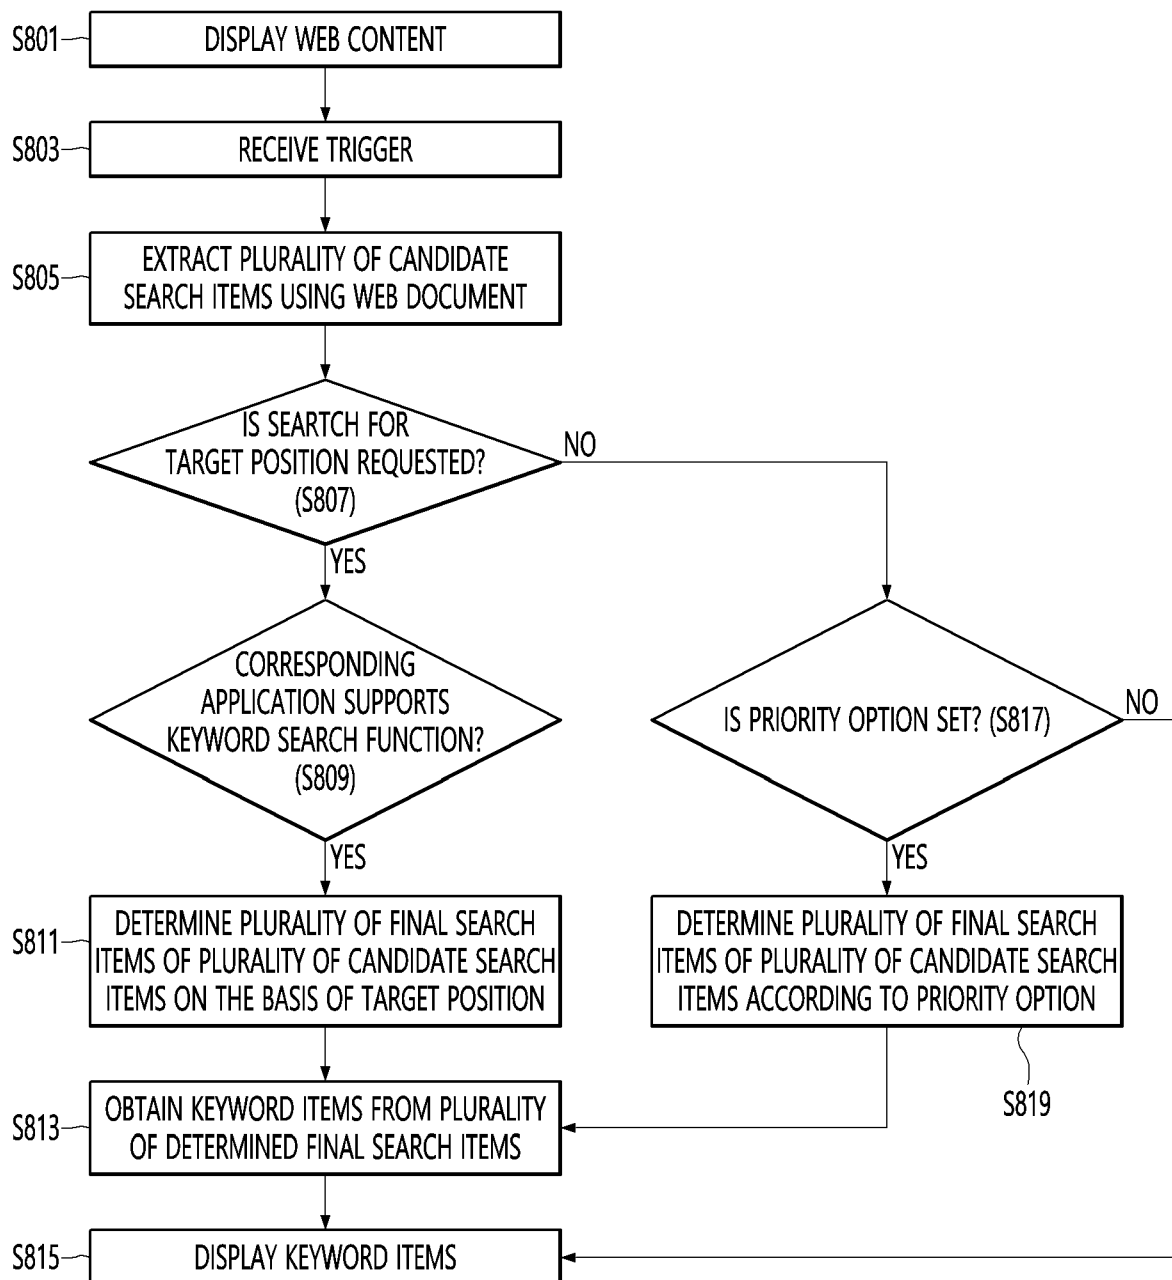 S801
DISPLAY WEB CONTENT
S803
RECEIVE TRIGGER
S805
EXTRACT PLURALITY OF CANDIDATE
SEARCH ITEMS USING WEB DOCUMENT
IS SEARTCH FOR
TARGET POSITION REQUESTED?
(S807)
NO
YES
CORRESPONDING
APPLICATION SUPPORTS
KEYWORD SEARCH FUNCTION?
(S809)
YES
IS PRIORITY OPTION SET? (S817)
NO
YES
S811
DETERMINE PLURALITY OF FINAL SEARCH
ITEMS OF PLURALITY OF CANDIDATE SEARCH
ITEMS ON THE BASIS OF TARGET POSITION
DETERMINE PLURALITY OF FINAL SEARCH
ITEMS OF PLURALITY OF CANDIDATE SEARCH
ITEMS ACCORDING TO PRIORITY OPTION
S819
S813
OBTAIN KEYWORD ITEMS FROM PLURALITY
OF DETERMINED FINAL SEARCH ITEMS
S815
DISPLAY KEYWORD ITEMS